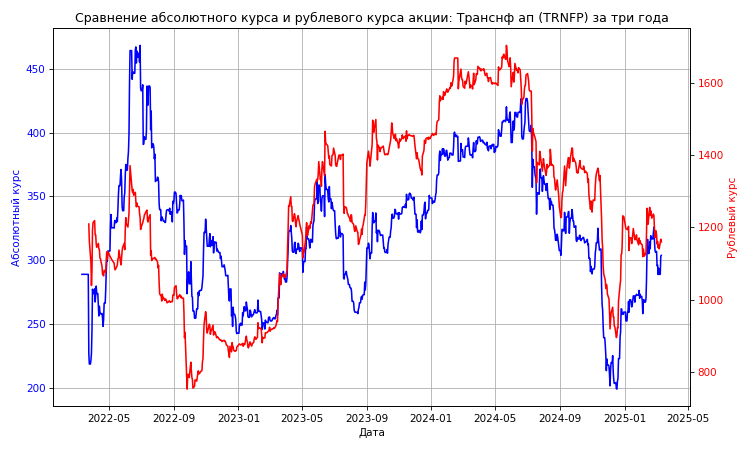 Сравнение абсолютного курса и рублевого курса акции: Транснф ап (TRNFP) за три года
Абсолютный курс
450
400
350
300
250
200
1600
1400
1200
1000
800
Рублевый курс
2022-05 2022-09 2023-01 2023-05 2023-09 2024-01 2024-05 2024-09 2025-01 2025-05
Дата